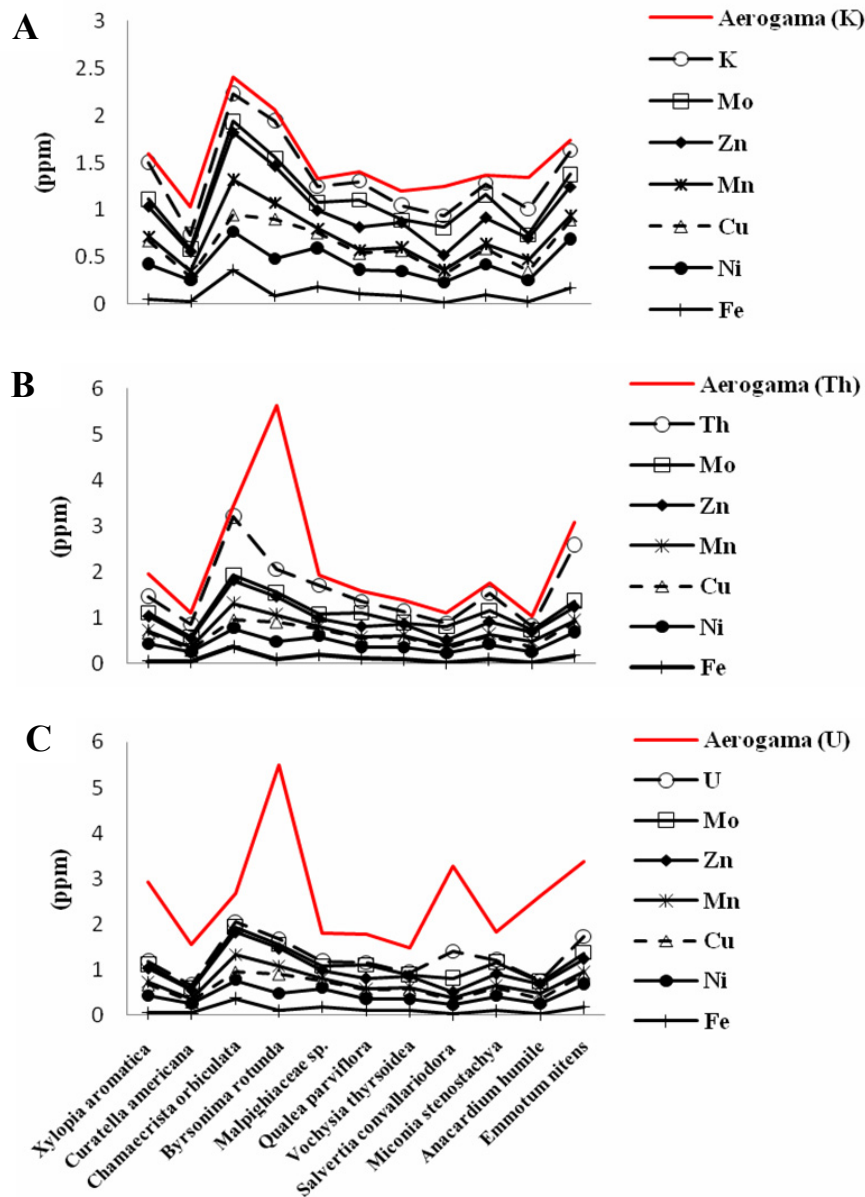 A
3
2.5
2
1.5
1
0.5
0
(ppm)
Aerogama (K)
K
Mo
Zn
Mn
Cu
Ni
Fe
B
6
5
4
3
2
1
0
(ppm)
Aerogama (Th)
Th
Mo
Zn
Mn
Cu
Ni
Fe
C
6
5
4
3
2
1
0
(ppm)
Aerogama (U)
U
Mo
Zn
Mn
Cu
Ni
Fe
Xylopia aromatica
Curatella americana
Chamaecrista orbiculata
Byrsonima rotunda
Malpighiaceae sp.
Qualea parviflora
Vochysia thyrsoidea
Salvertia convallariodora
Miconia stenostachya
Anacardium humile
Emmotum nitens